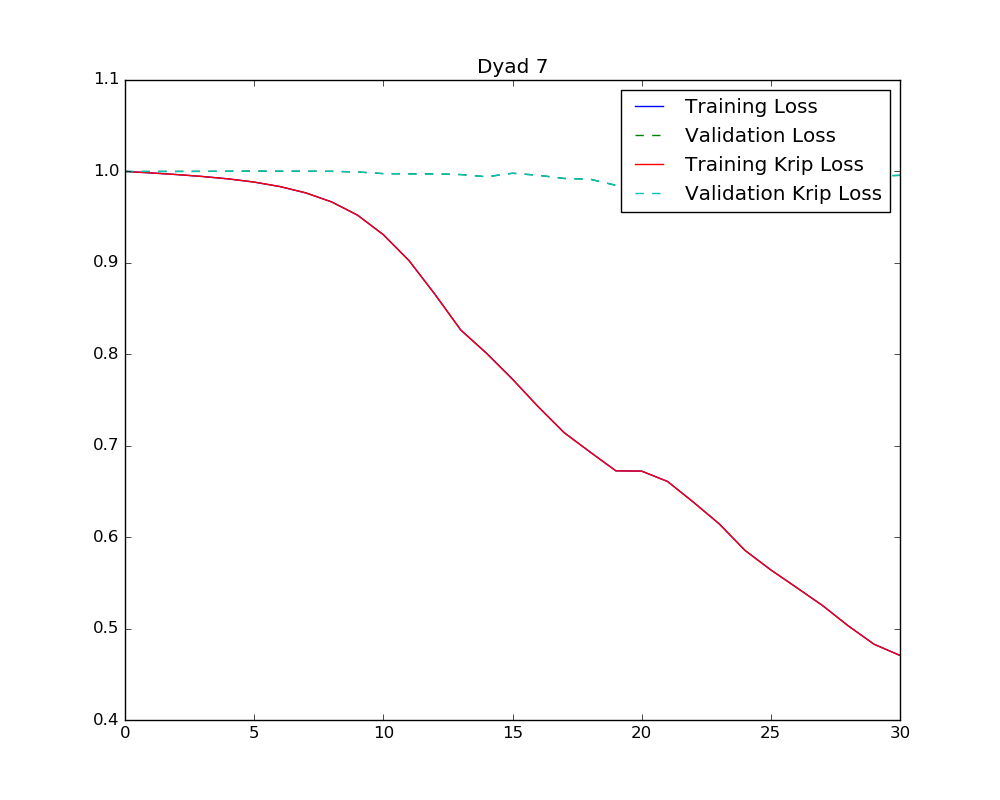 Dyad 7
1.1
1.0
0.9
0.8
0.7
0.6
0.5
0.4
Training Loss
Validation Loss
Training Krip Loss
Validation Krip Loss
0 5 10 15 20 25 30